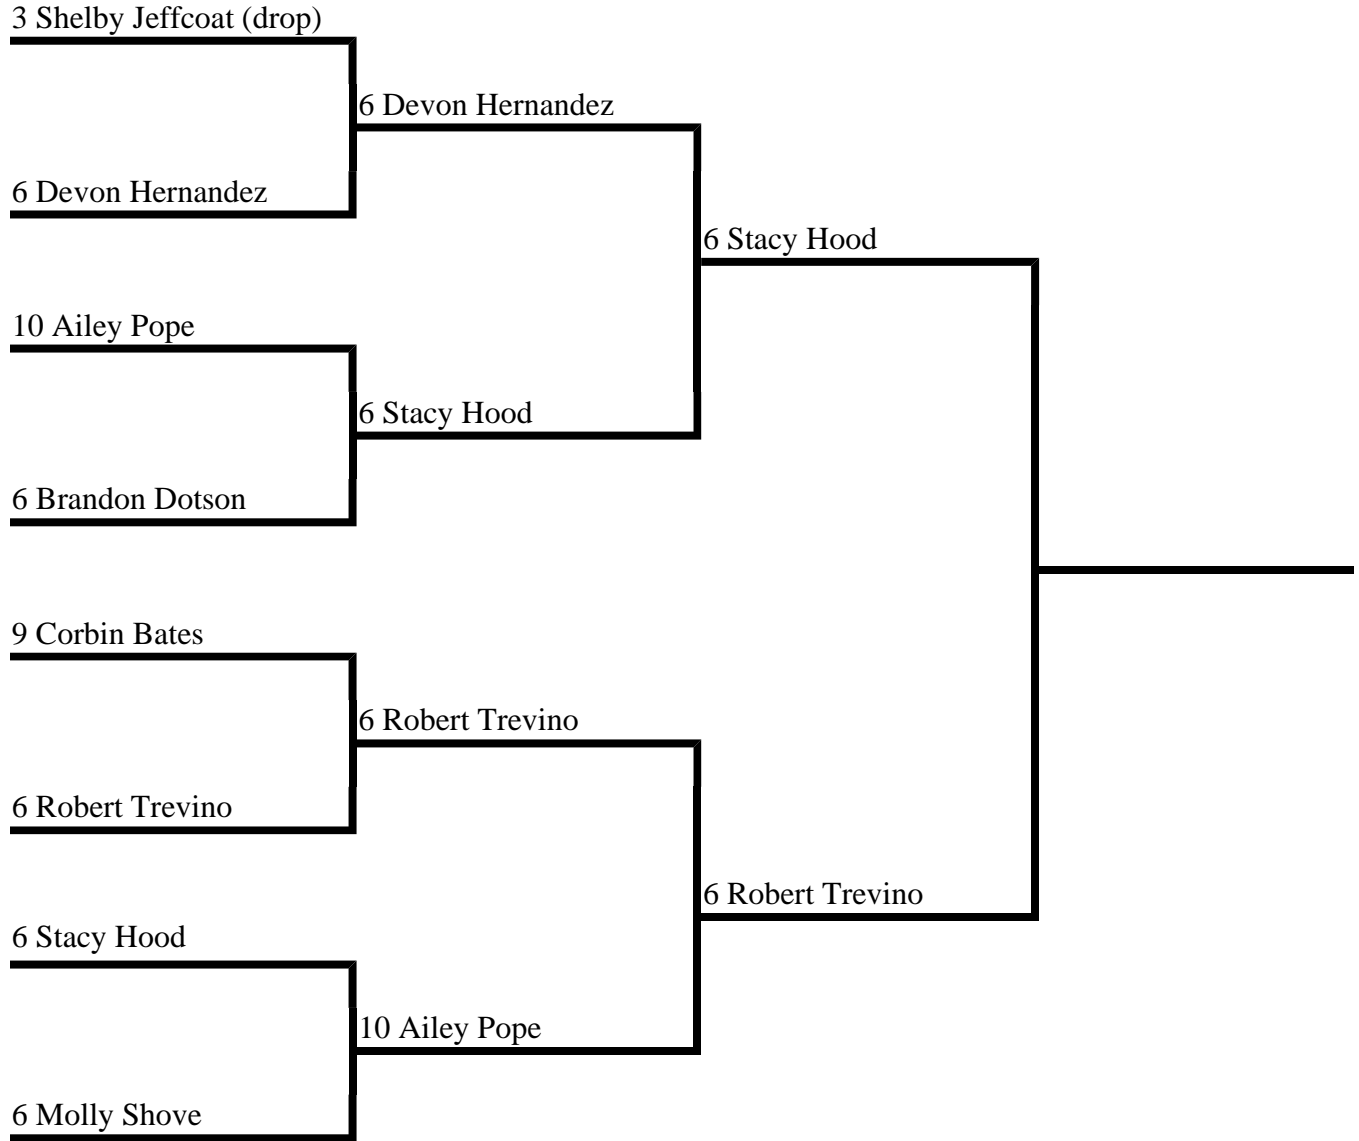 3 Shelby Jeffcoat (drop)
6 Devon Hernandez
6 Devon Hernandez
6 Stacy Hood
10 Ailey Pope
6 Stacy Hood
6 Brandon Dotson
9 Corbin Bates
6 Robert Trevino
6 Robert Trevino
6 Robert Trevino
6 Stacy Hood
10 Ailey Pope
6 Molly Shove